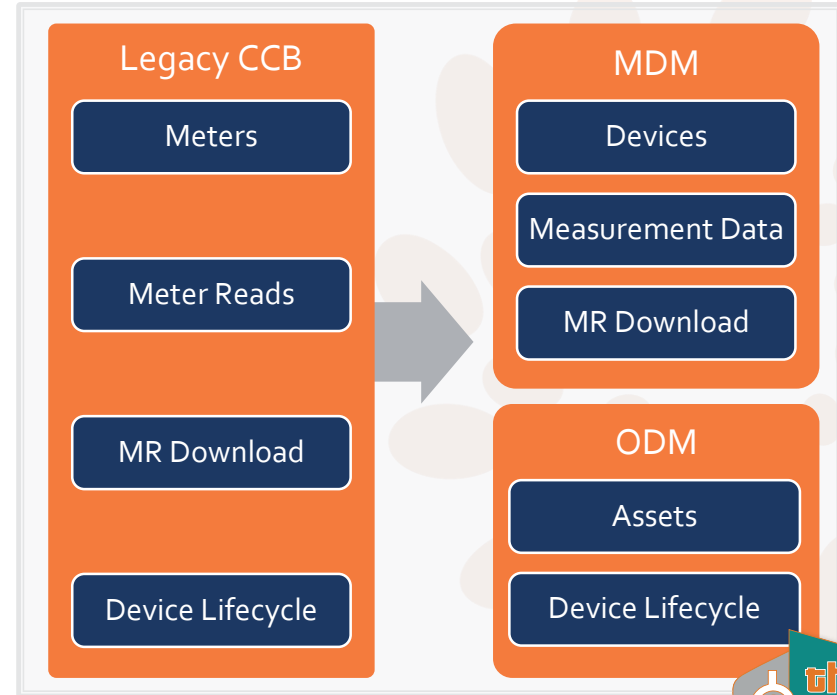 Legacy CCB
Meters
Meter Reads
MR Download
Device Lifecycle
MDM
Devices
Measurement Data
MR Download
ODM
Assets
Device Lifecycle